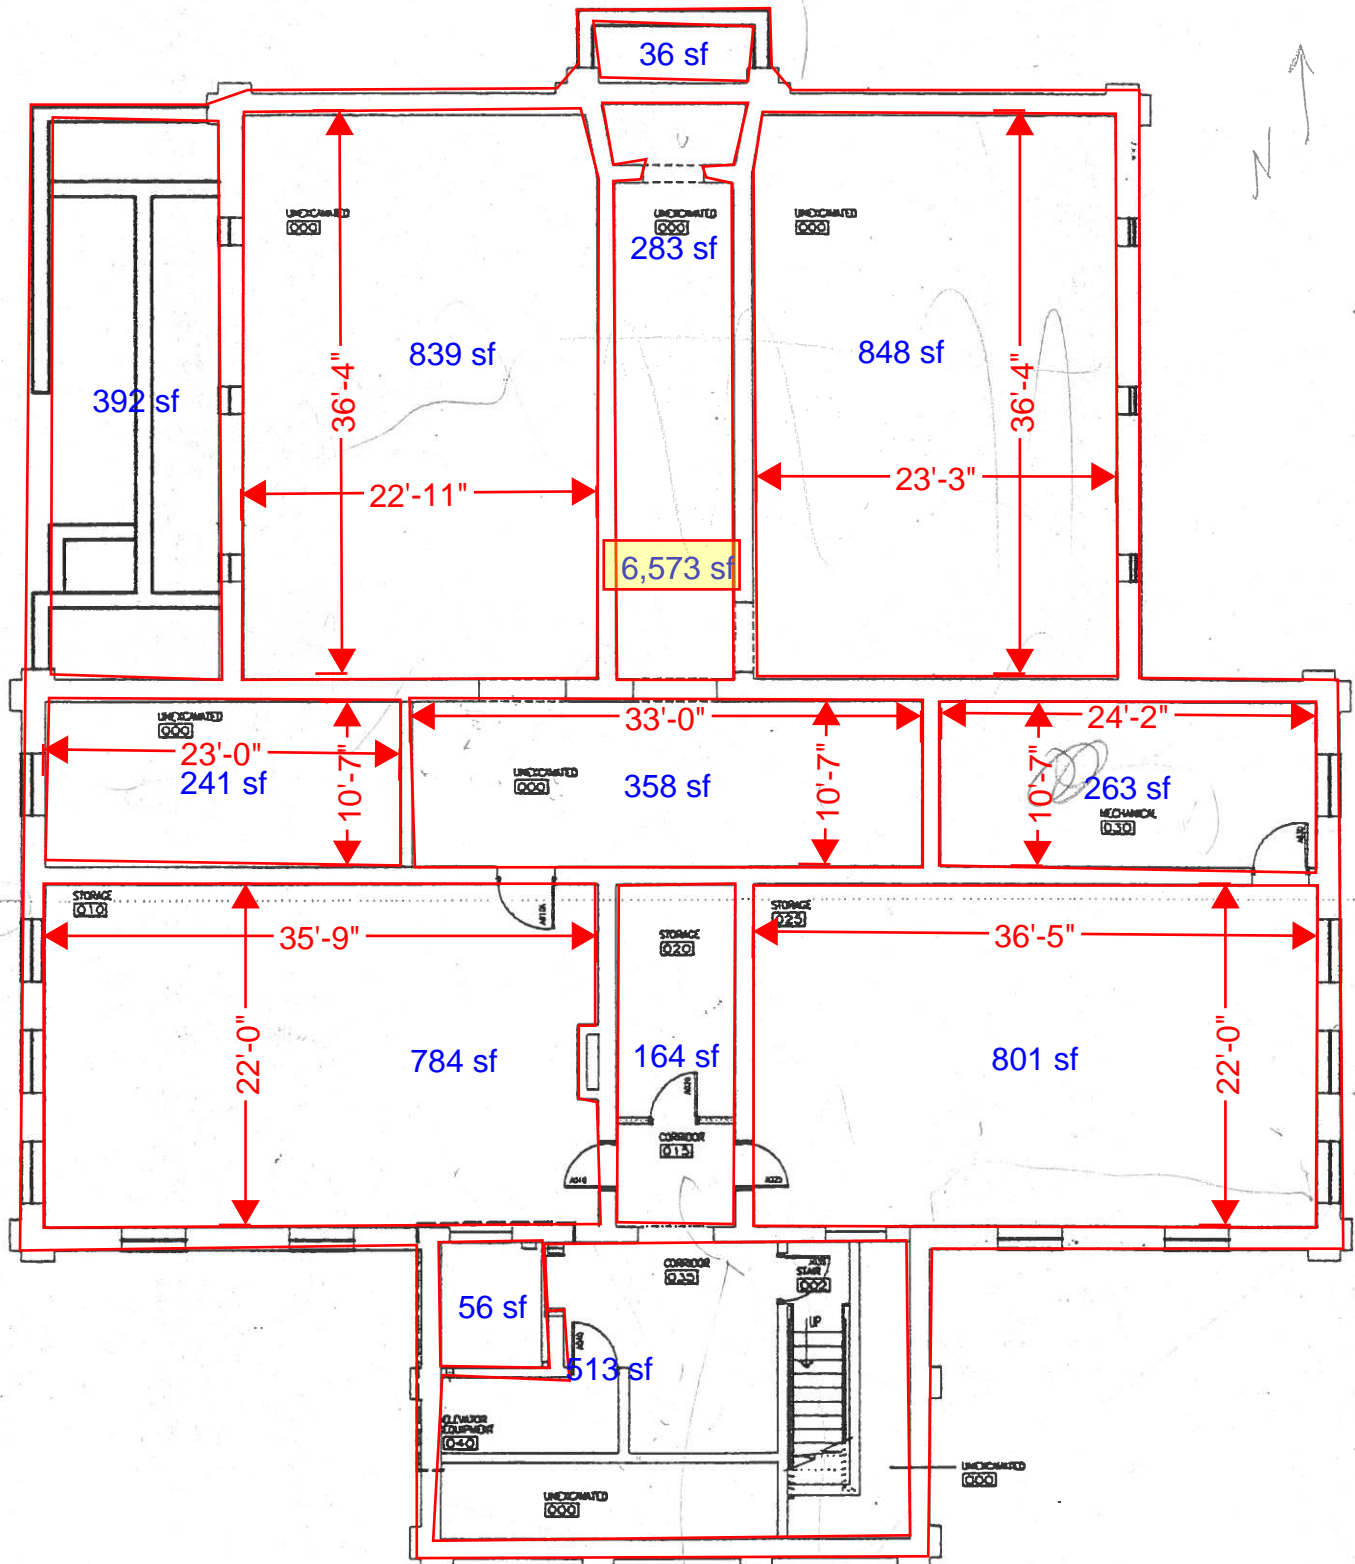 36 sf
N
UNEXCAVATED
000
UNEXCAVATED
000
UNEXCAVATED
000
283 sf
839 sf
848 sf
36'-4"
36'-4"
392 sf
22'-11"
23'-3"
6,573 sf
UNEXCAVATED
000
23'-0"
241 sf
10'-7"
33'-0"
UNEXCAVATED
000
358 sf
10'-7"
24'-2"
10'-7"
263 sf
MECHANICAL
030
STORAGE
010
35'-9"
STORAGE
020
STORAGE
025
36'-5"
22'-0"
784 sf
164 sf
801 sf
22'-0"
CORRIDOR
015
CORRIDOR
035
STAIR
002
UP
56 sf
513 sf
ELEVATOR
EQUIPMENT
040
UNEXCAVATED
000
UNEXCAVATED
000